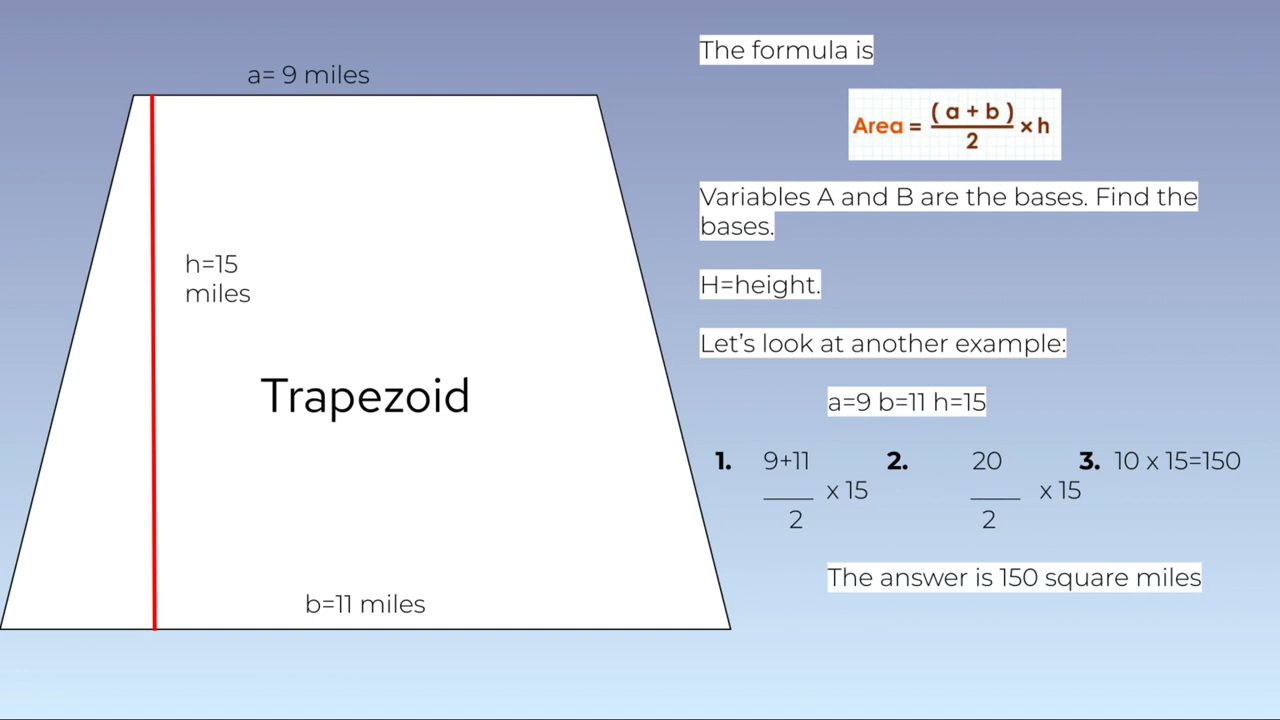 a= 9 miles
h=15
miles
Trapezoid
b=11 miles
The formula is
Area = ( a + b ) / 2 × h
Variables A and B are the bases. Find the
bases.
H=height.
Let’s look at another example:
a=9 b=11 h=15
1. 9+11 2. 20 3. 10 x 15=150
____ x 15 ____ x 15
2 2
The answer is 150 square miles